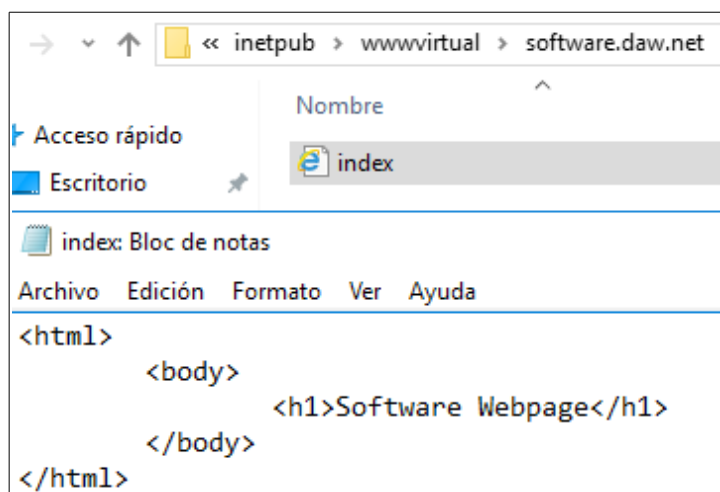 « inetpub > wwwvirtual > software.daw.net
Nombre
Acceso rápido
index
Escritorio
index: Bloc de notas
Archivo Edición Formato Ver Ayuda
<html>
<body>
<h1>Software Webpage</h1>
</body>
</html>